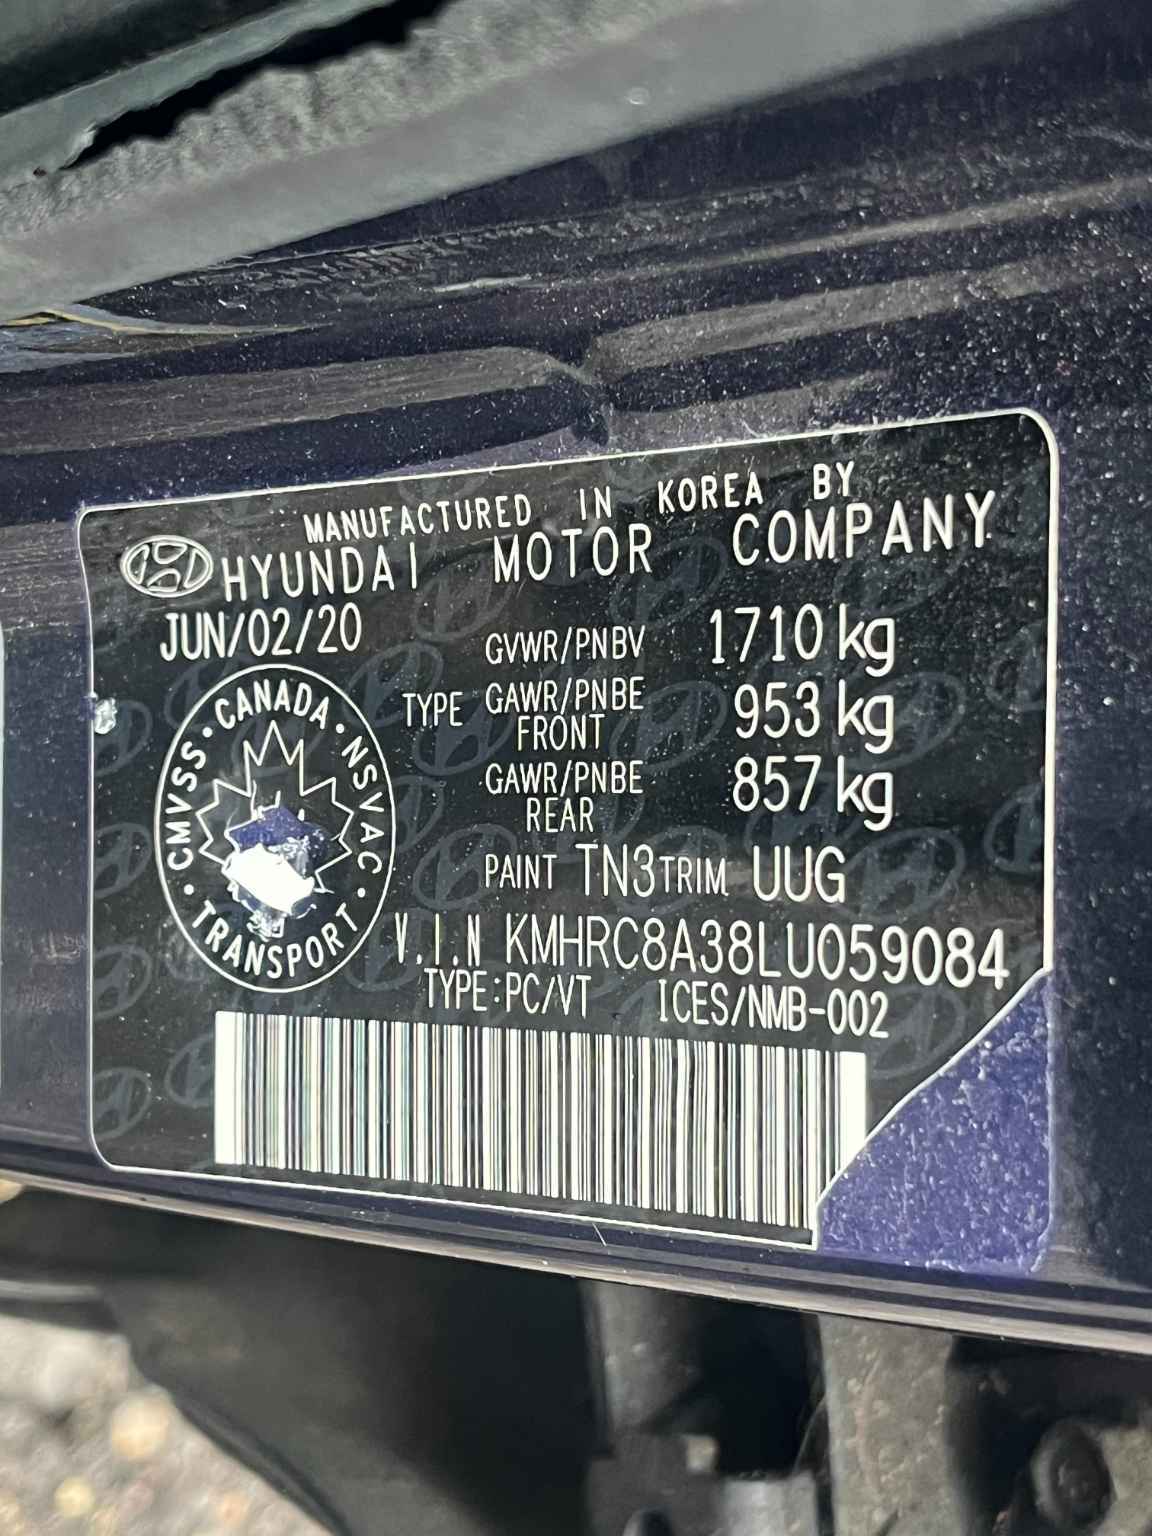 MANUFACTURED IN KOREA BY
HYUNDAI MOTOR COMPANY
JUN/02/20
GVWR/PNBV 1710 kg
TYPE GAWR/PNBE FRONT 953 kg
GAWR/PNBE REAR 857 kg
PAINT TN3 TRIM UUG
V.I.N KMHRC8A38LU059084
TYPE:PC/VT ICES/NMB-002
CMVSS · CANADA · NSVAC · TRANSPORT ·